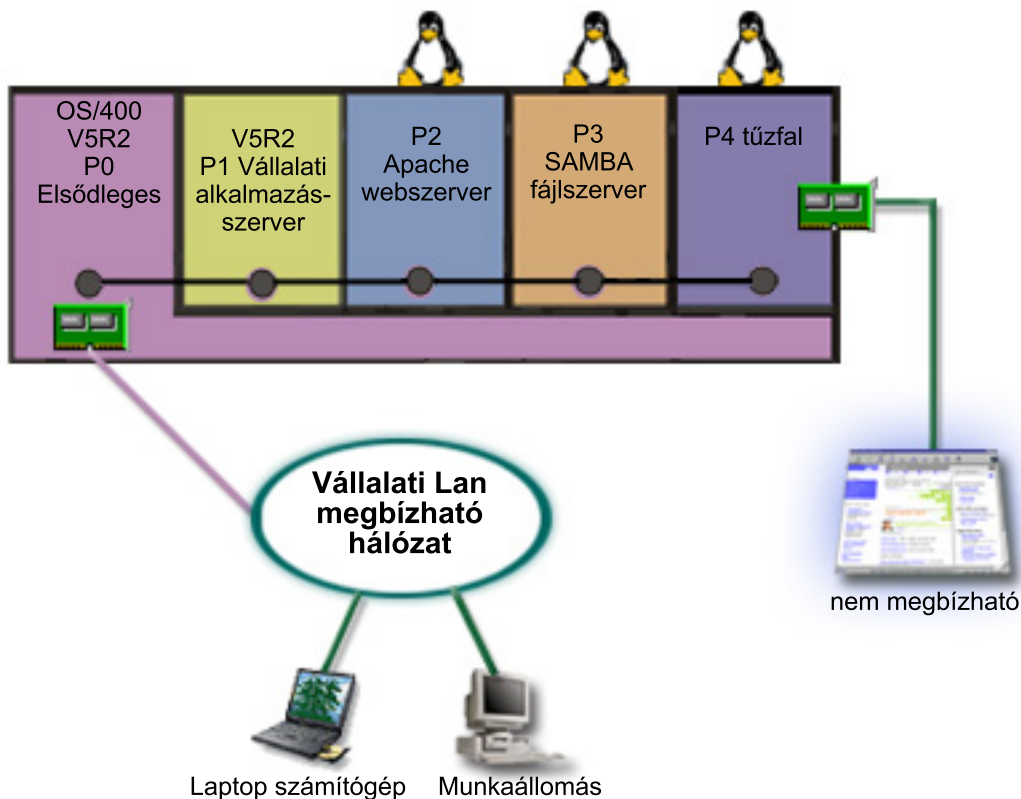 OS/400
V5R2
P0
Elsődleges
V5R2
P1 Vállalati
alkalmazás-
szerver
P2
Apache
webszerver
P3
SAMBA
fájlszerver
P4 tűzfal
Vállalati Lan
megbízható
hálózat
nem megbízható
Laptop számítógép
Munkaállomás